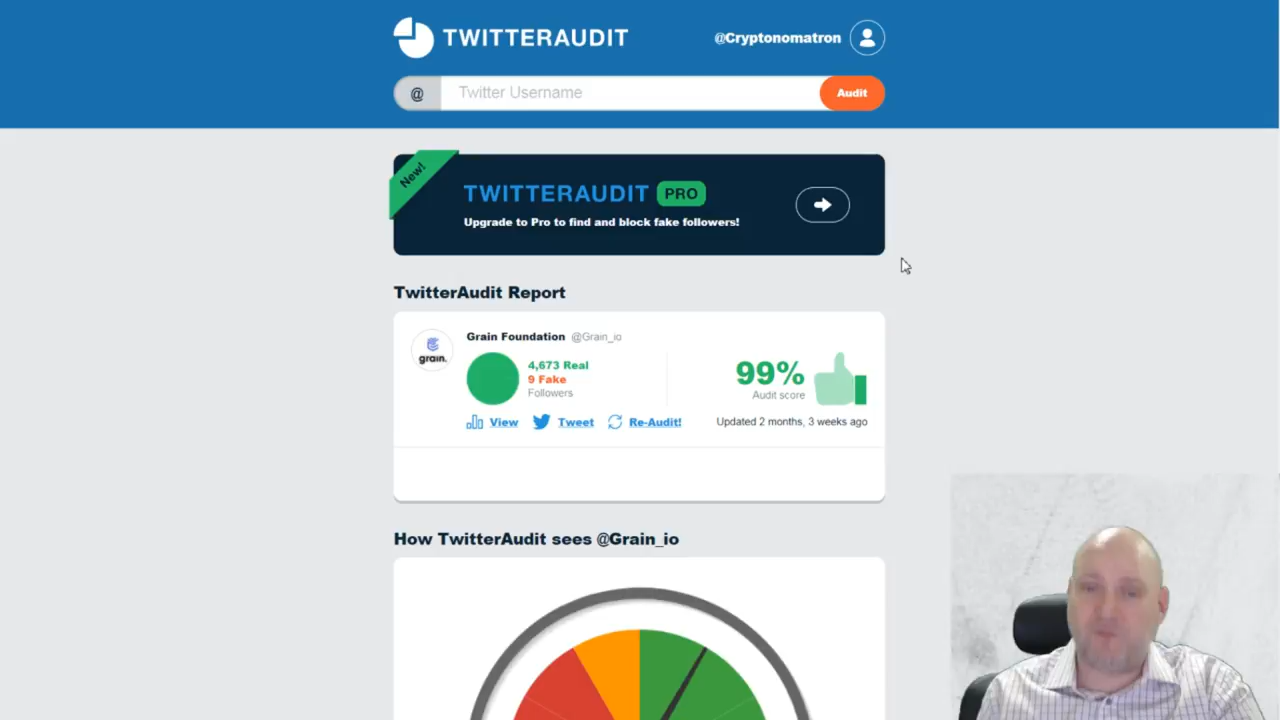 TWITTERAUDIT
@Cryptonomatron
@
Twitter Username
Audit
New!
TWITTERAUDIT PRO
Upgrade to Pro to find and block fake followers!
TwitterAudit Report
grain.
Grain Foundation @Grain_io
4,673 Real
9 Fake
Followers
99%
Audit score
View
Tweet
Re-Audit!
Updated 2 months, 3 weeks ago
How TwitterAudit sees @Grain_io